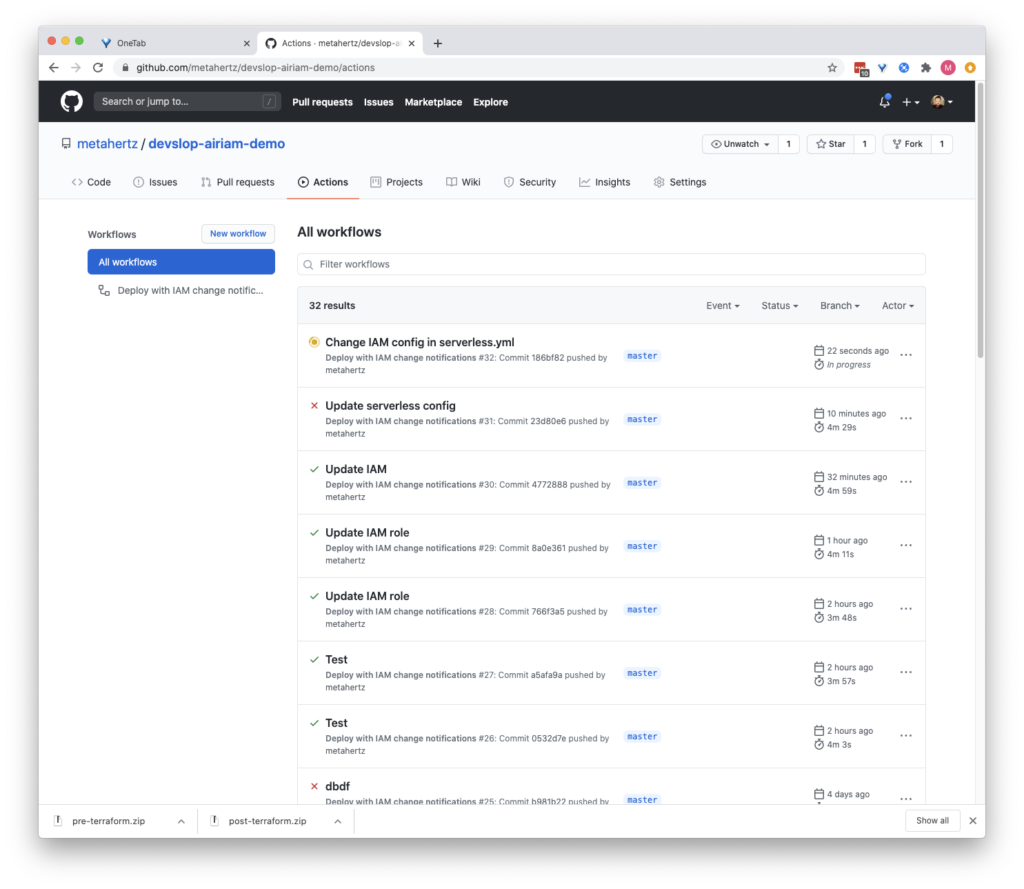 OneTab
Actions · metahertz/devslop-ai
github.com/metahertz/devslop-airiam-demo/actions
10
M
Search or jump to...
/
Pull requests
Issues
Marketplace
Explore
metahertz / devslop-airiam-demo
Unwatch
1
Star
1
Fork
1
Code
Issues
Pull requests
Actions
Projects
Wiki
Security
Insights
Settings
Workflows
New workflow
All workflows
Deploy with IAM change notific...
All workflows
Filter workflows
32 results
Event
Status
Branch
Actor
Change IAM config in serverless.yml
Deploy with IAM change notifications #32: Commit 186bf82 pushed by
metahertz
master
22 seconds ago
In progress
Update serverless config
Deploy with IAM change notifications #31: Commit 23d80e6 pushed by
metahertz
master
10 minutes ago
4m 29s
Update IAM
Deploy with IAM change notifications #30: Commit 4772888 pushed by
metahertz
master
32 minutes ago
4m 59s
Update IAM role
Deploy with IAM change notifications #29: Commit 8a0e361 pushed by
metahertz
master
1 hour ago
4m 11s
Update IAM role
Deploy with IAM change notifications #28: Commit 766f3a5 pushed by
metahertz
master
2 hours ago
3m 48s
Test
Deploy with IAM change notifications #27: Commit a5afa9a pushed by
metahertz
master
2 hours ago
3m 57s
Test
Deploy with IAM change notifications #26: Commit 0532d7e pushed by
metahertz
master
2 hours ago
4m 3s
dbdf
Deploy with IAM change notifications #25: Commit b981b22 pushed by
master
4 days ago
pre-terraform.zip
post-terraform.zip
Show all